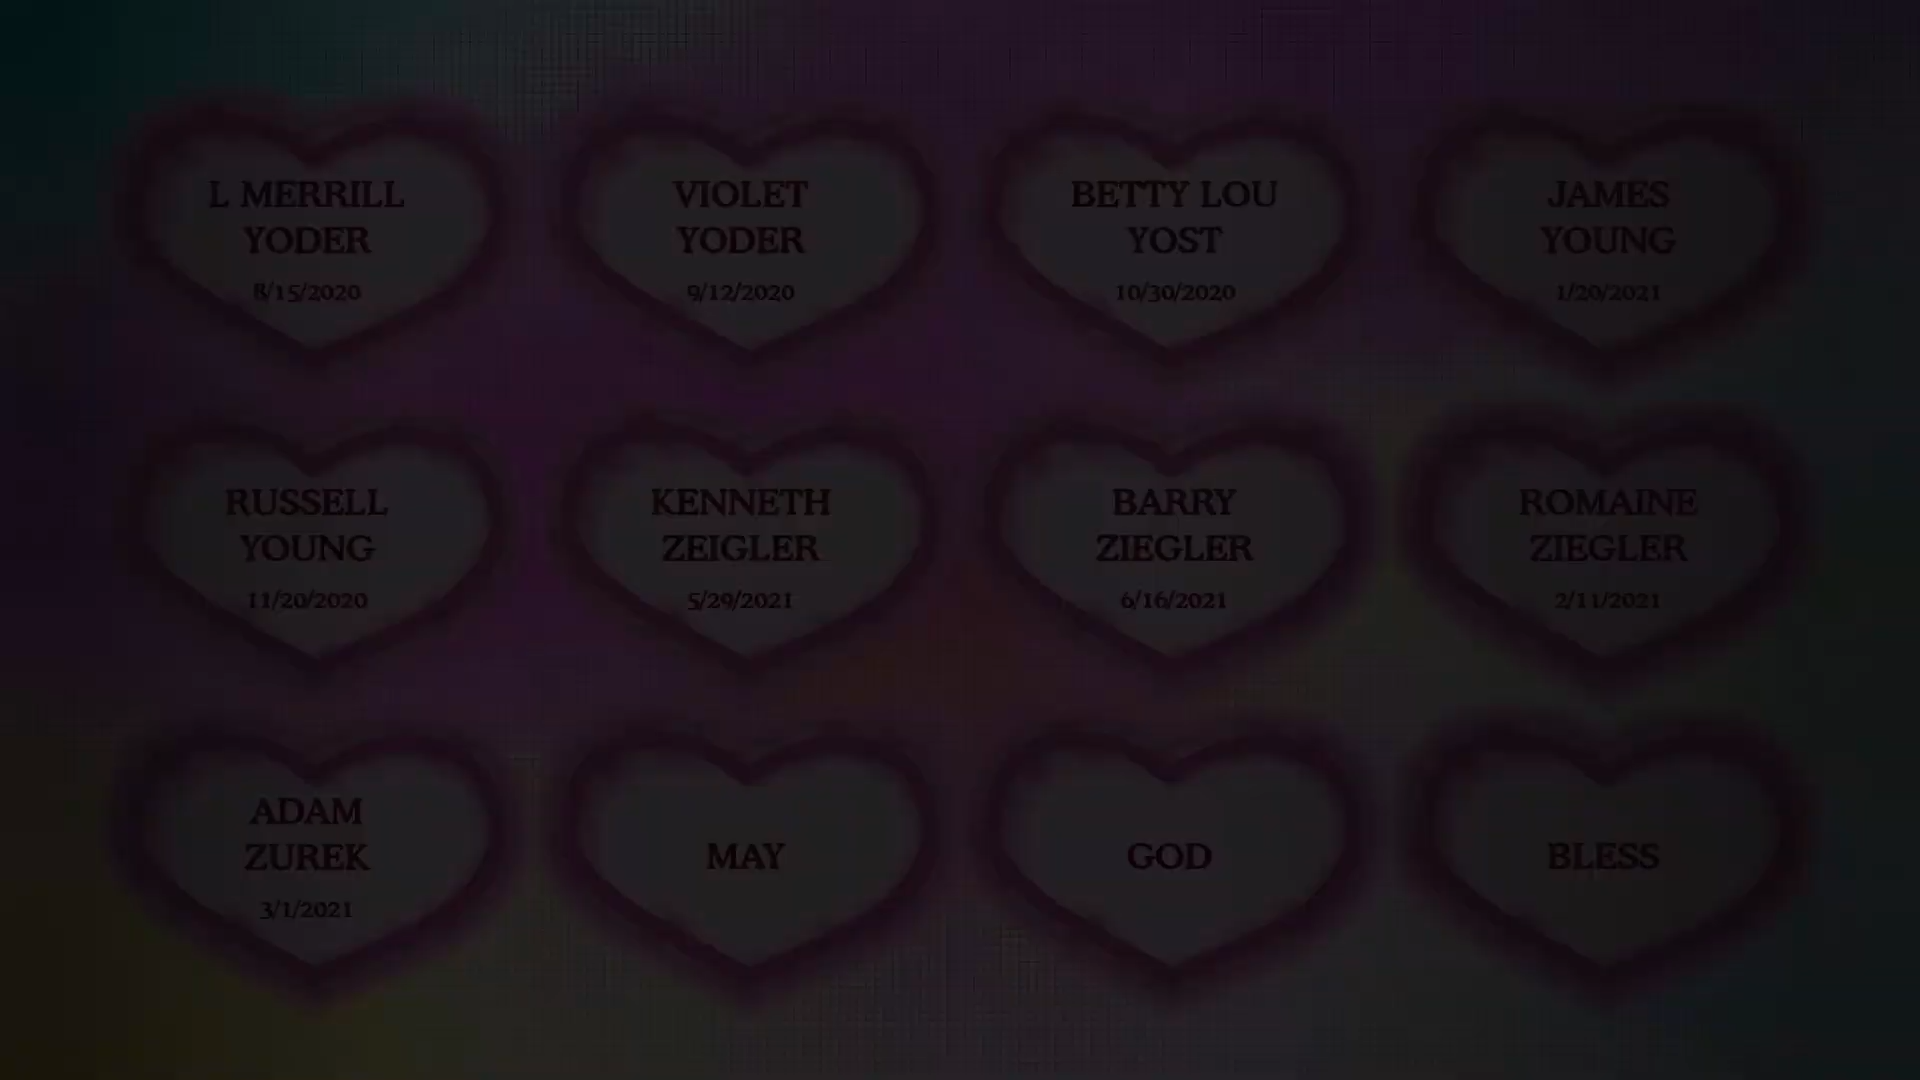 L MERRILL
YODER
8/15/2020
VIOLET
YODER
9/12/2020
BETTY LOU
YOST
10/30/2020
JAMES
YOUNG
1/20/2021
RUSSELL
YOUNG
11/20/2020
KENNETH
ZEIGLER
5/29/2021
BARRY
ZIEGLER
6/16/2021
ROMAINE
ZIEGLER
2/11/2021
ADAM
ZUREK
3/1/2021
MAY
GOD
BLESS